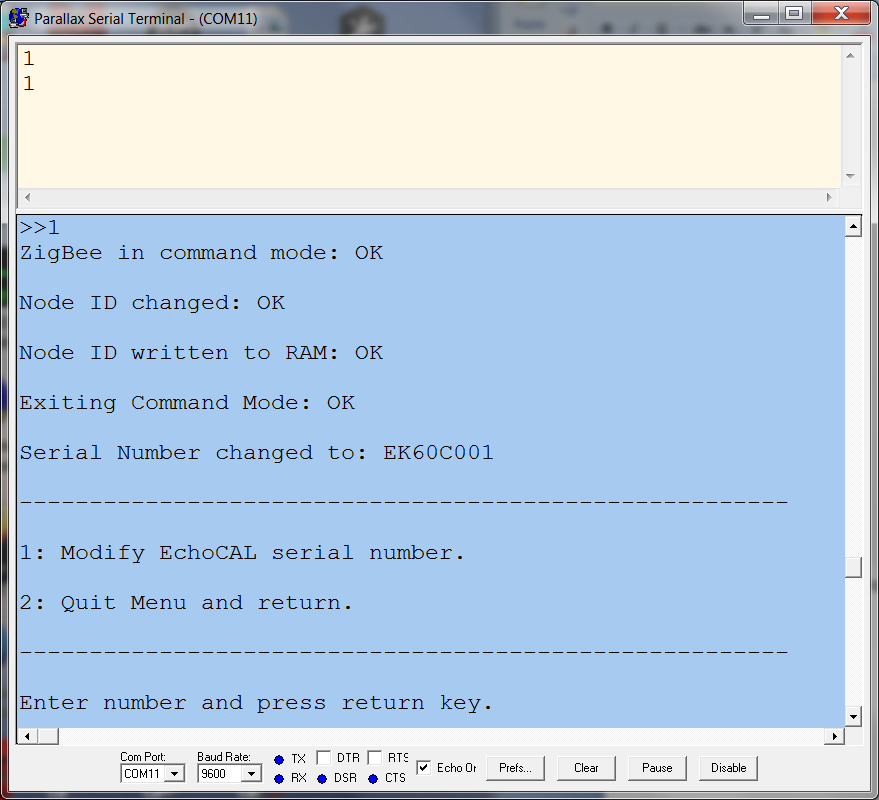 Parallax Serial Terminal - (COM11)
1
1
>>1
ZigBee in command mode: OK
Node ID changed: OK
Node ID written to RAM: OK
Exiting Command Mode: OK
Serial Number changed to: EK60C001
-------------------------------------------------------
1: Modify EchoCAL serial number.
2: Quit Menu and return.
-------------------------------------------------------
Enter number and press return key.
Com Port: Baud Rate: TX DTR RTS
COM11 9600 RX DSR CTS Echo On Prefs... Clear Pause Disable